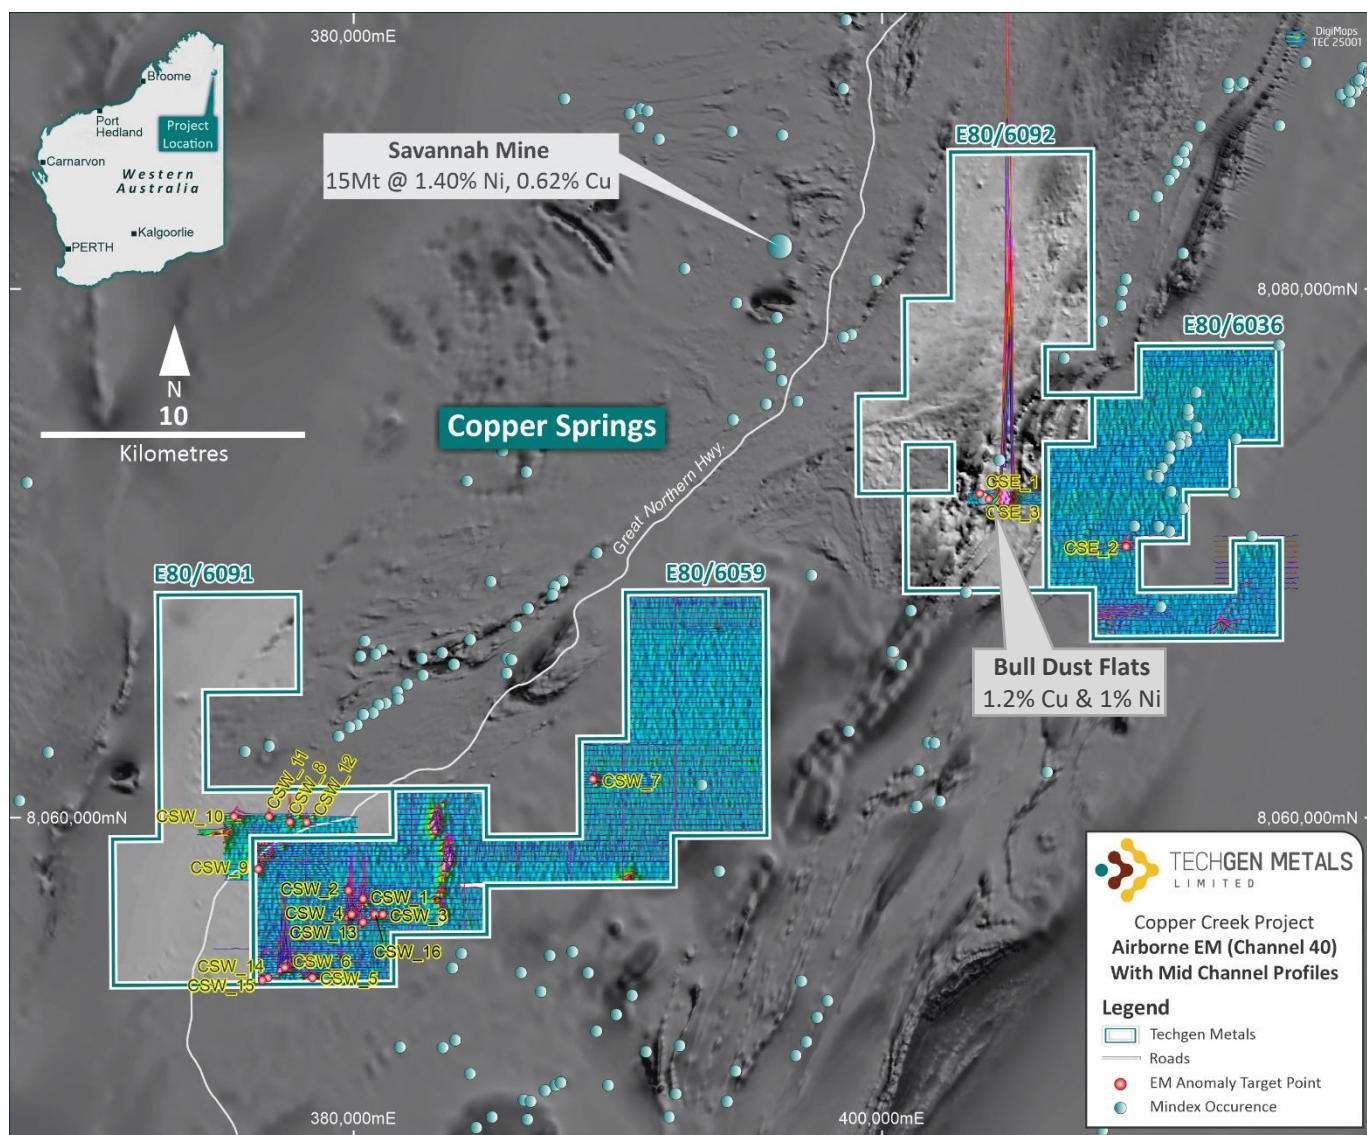 380,000mE
DigiMaps
TEC 25001
Broome
Port
Hedland
Project
Location
Carnarvon
Western
Australia
Kalgoorlie
PERTH
Savannah Mine
15Mt @ 1.40% Ni, 0.62% Cu
E80/6092
8,080,000mN
E80/6036
N
10
Kilometres
Copper Springs
Great Northern Hwy.
CSE_1
CSE_3
CSE_2
E80/6091
E80/6059
Bull Dust Flats
1.2% Cu & 1% Ni
CSW_11
CSW_8
CSW_12
CSW_7
CSW_10
8,060,000mN
8,060,000mN
CSW_9
CSW_2
CSW_1
CSW_4
CSW_3
CSW_13
CSW_16
CSW_14
CSW_6
CSW_15
CSW_5
TECHGEN METALS
LIMITED
Copper Creek Project
Airborne EM (Channel 40)
With Mid Channel Profiles
Legend
Techgen Metals
Roads
EM Anomaly Target Point
Mindex Occurence
380,000mE
400,000mE